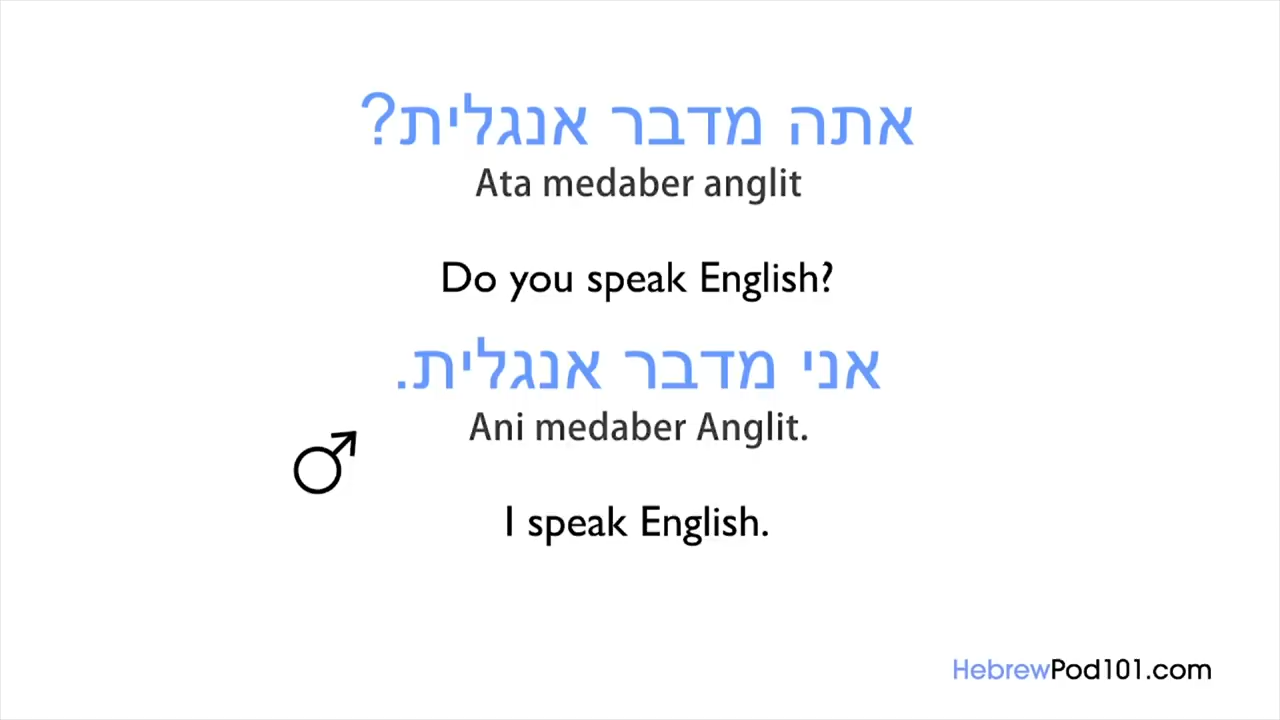 אתה מדבר אנגלית?
Ata medaber anglit
Do you speak English?
אני מדבר אנגלית.
Ani medaber Anglit.
I speak English.
HebrewPod101.com